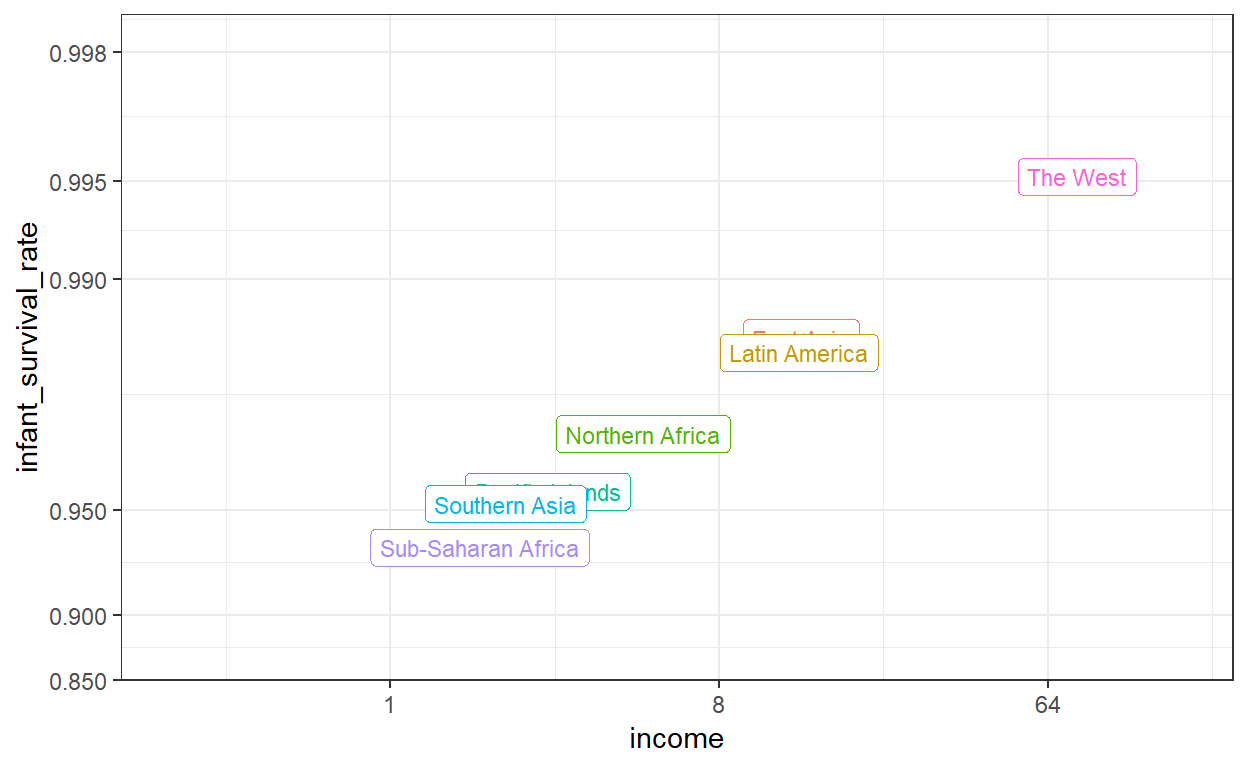 0.998
0.995
The West
0.990
Latin America
Northern Africa
nds
0.950
Southern Asia
Sub-Saharan Africa
0.900
0.850
infant_survival_rate
1
8
64
income